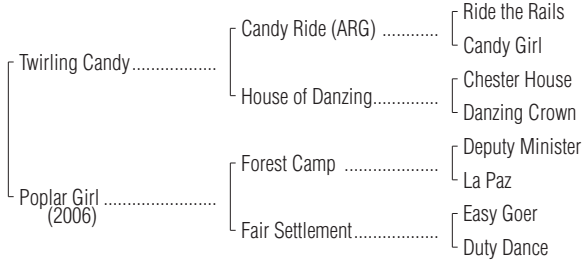 Ride the Rails
Candy Ride (ARG) ............
Candy Girl
Twirling Candy..................
Chester House
House of Danzing..............
Danzing Crown
Deputy Minister
Forest Camp ....................
La Paz
Poplar Girl ........................
(2006)
Easy Goer
Fair Settlement..................
Duty Dance